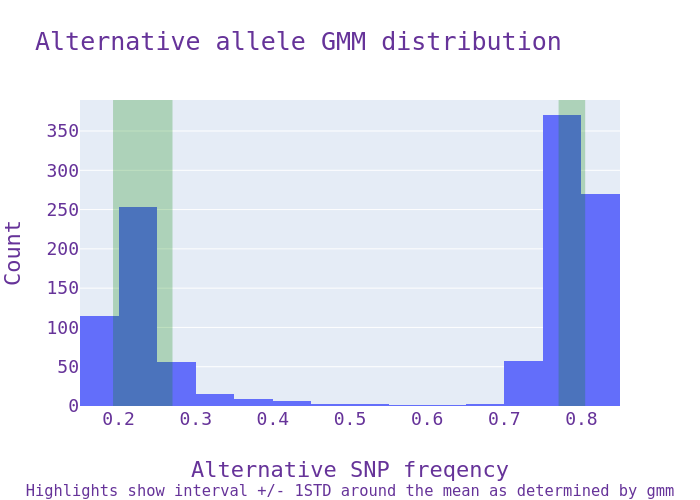 Alternative allele GMM distribution
350
300
250
200
150
100
50
0
Count
0.2 0.3 0.4 0.5 0.6 0.7 0.8
Alternative SNP freqency
Highlights show interval +/- 1STD around the mean as determined by gmm